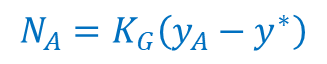 N_A = K_G(y_A − y*)